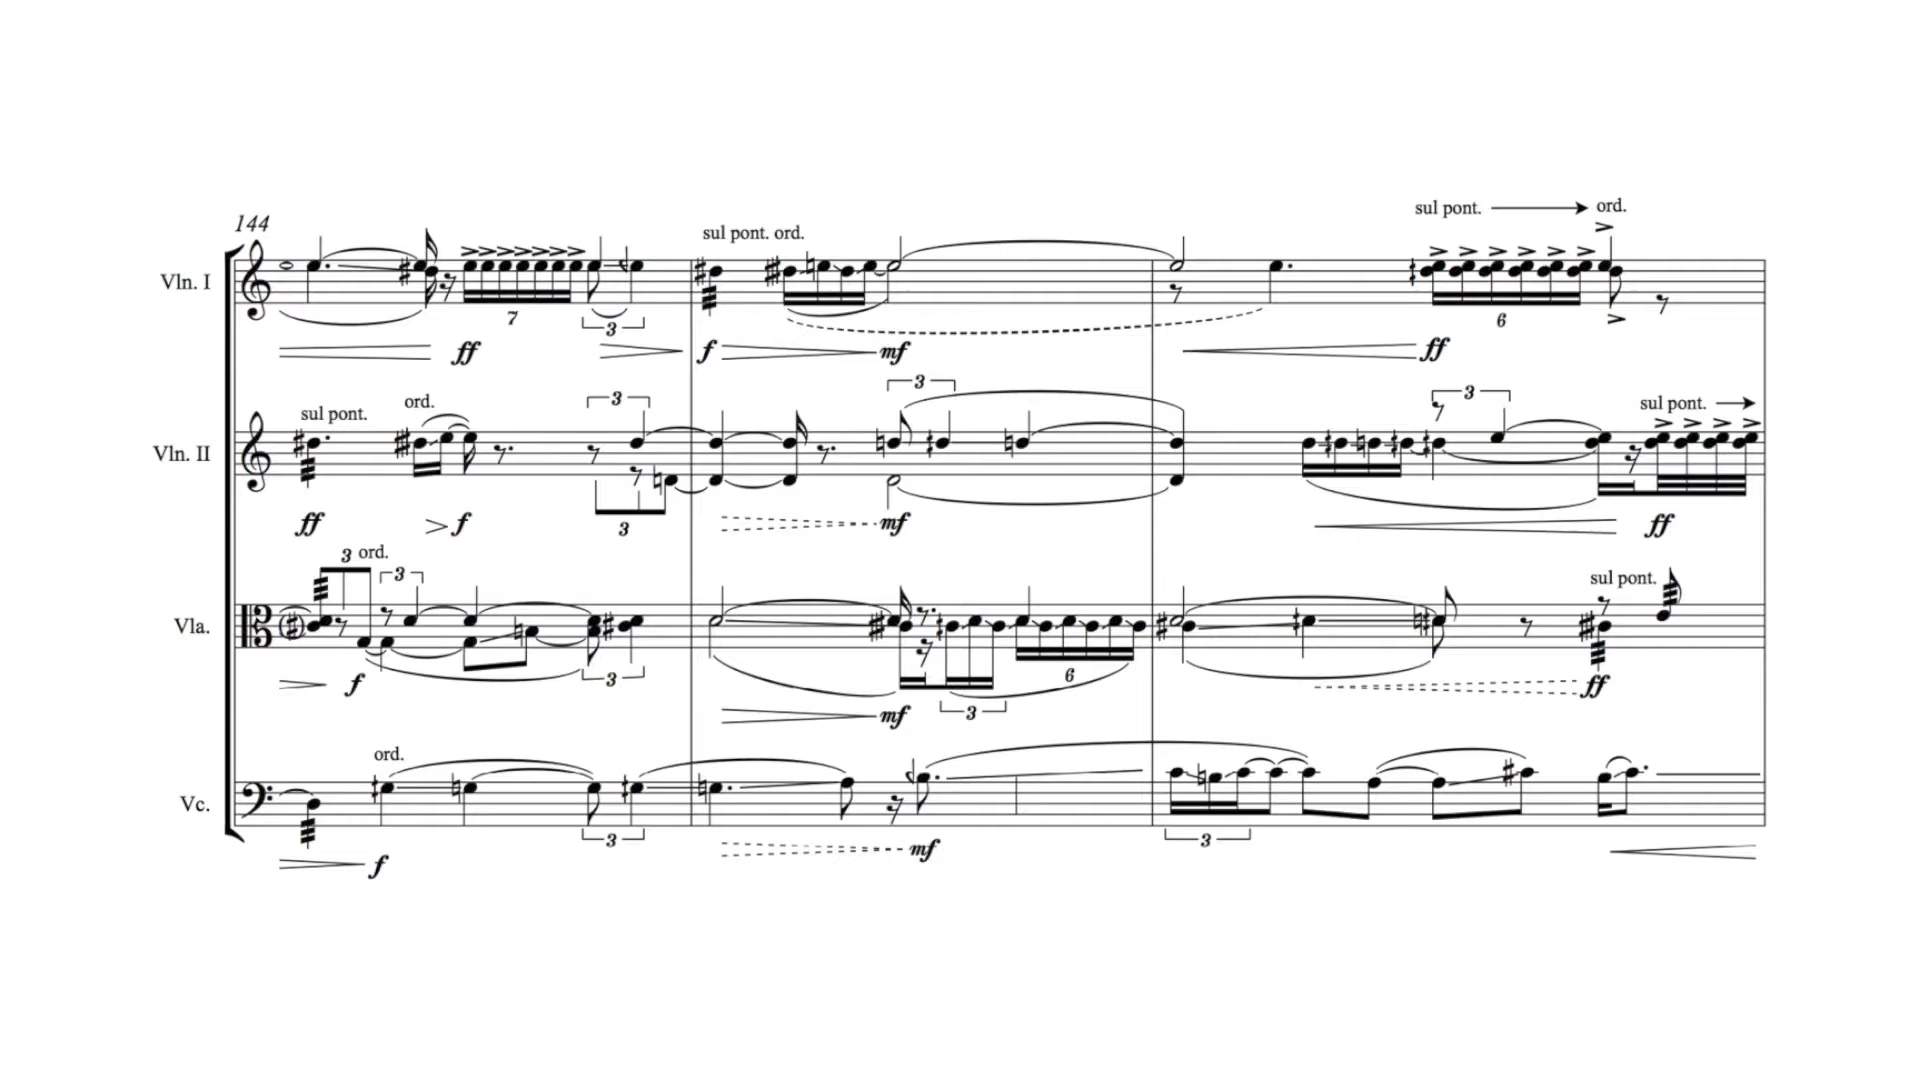 sul pont. ord.
144
sul pont. ord.
Vln. I
7
3
6
ff f mf ff
3
3
3
sul pont. ord. sul pont.
Vln. II
3
ff f mf ff
3 ord.
3
sul pont.
Vla.
3
6
f ff
3
mf
ord.
Vc.
3
3
mf
f